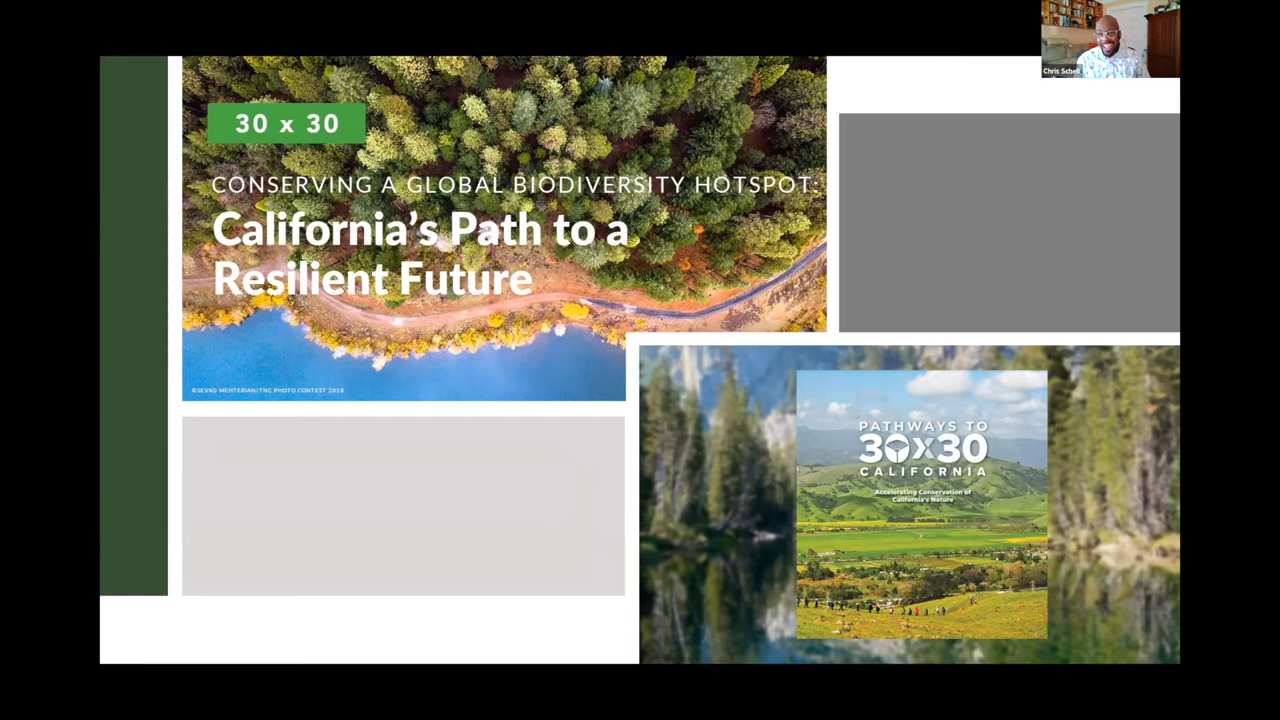 Chris Schell
30 x 30
CONSERVING A GLOBAL BIODIVERSITY HOTSPOT:
California's Path to a
Resilient Future
©SEVAG MEHTERIAN/TNC PHOTO CONTEST 2018
PATHWAYS TO
30x30
CALIFORNIA
Accelerating Conservation of
California's Nature